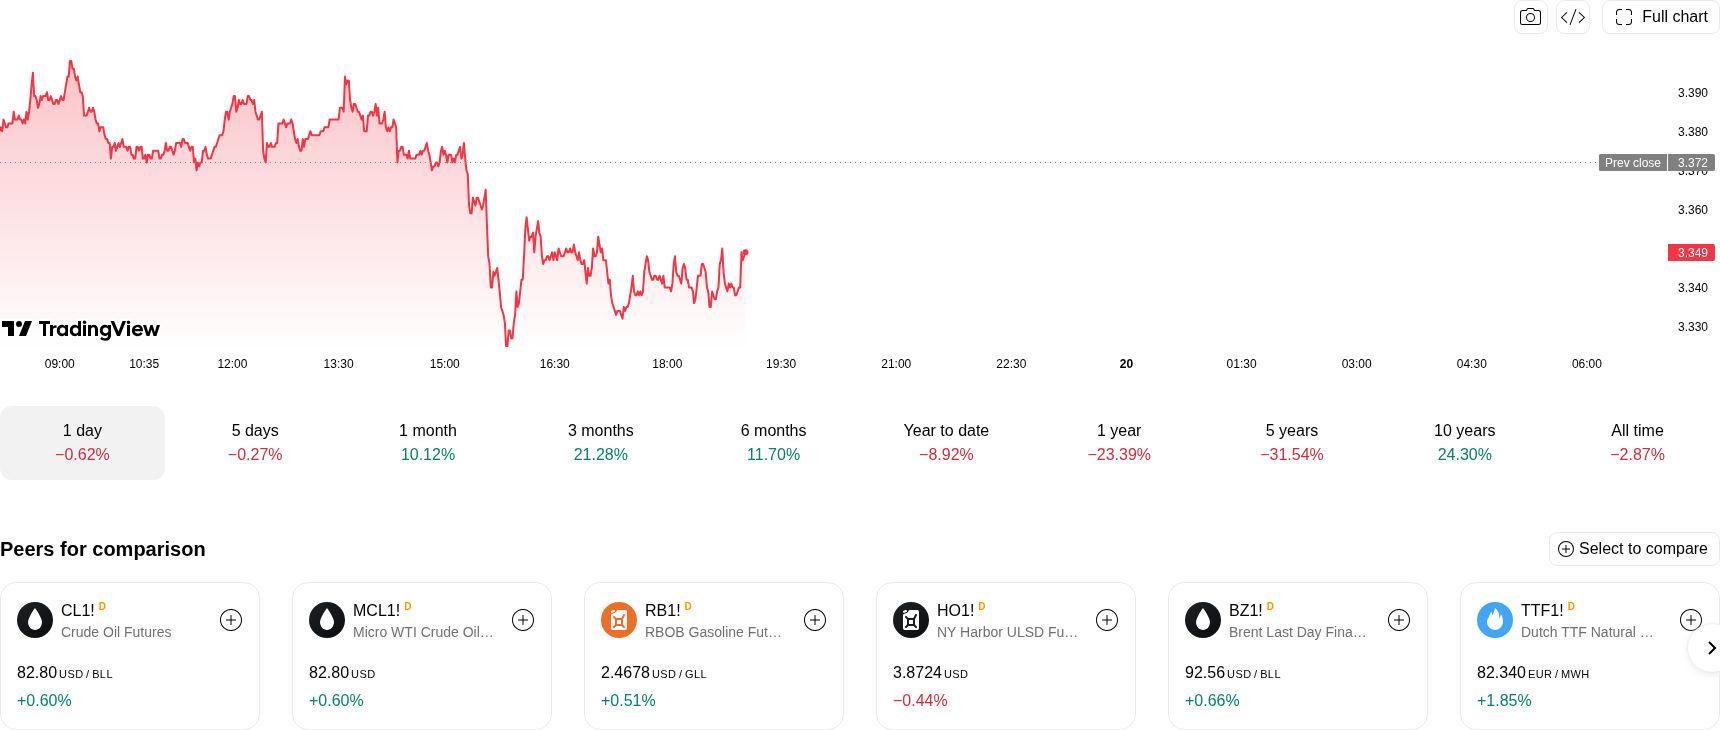 Full chart
3.390
3.380
Prev close 3.372
3.370
3.360
3.349
3.340
3.330
TradingView
09:00 10:35 12:00 13:30 15:00 16:30 18:00 19:30 21:00 22:30 20 01:30 03:00 04:30 06:00
1 day 5 days 1 month 3 months 6 months Year to date 1 year 5 years 10 years All time
−0.62% −0.27% 10.12% 21.28% 11.70% −8.92% −23.39% −31.54% 24.30% −2.87%
Peers for comparison
Select to compare
CL1! D
Crude Oil Futures
82.80 USD / BLL
+0.60%
MCL1! D
Micro WTI Crude Oil…
82.80 USD
+0.60%
RB1! D
RBOB Gasoline Fut…
2.4678 USD / GLL
+0.51%
HO1! D
NY Harbor ULSD Fu…
3.8724 USD
−0.44%
BZ1! D
Brent Last Day Fina…
92.56 USD / BLL
+0.66%
TTF1! D
Dutch TTF Natural …
82.340 EUR / MWH
+1.85%